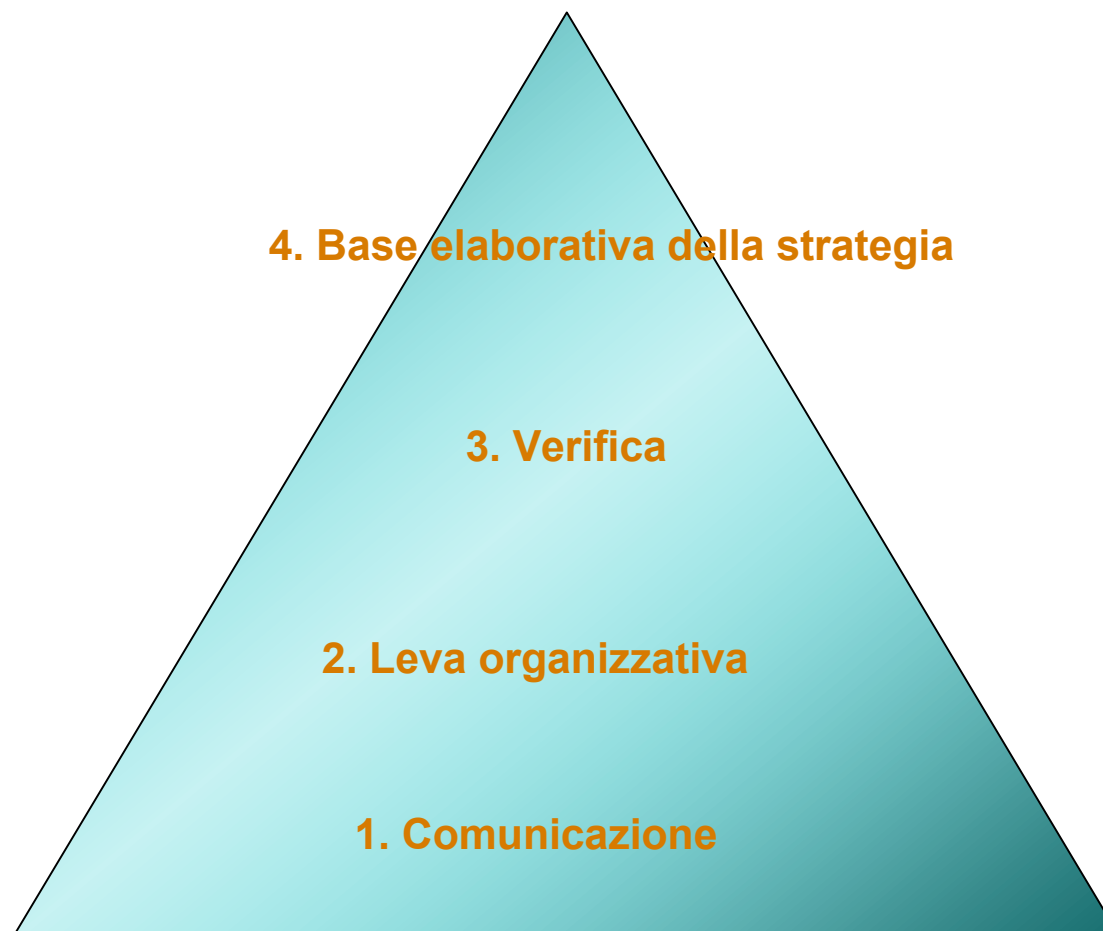 4. Base elaborativa della strategia
3. Verifica
2. Leva organizzativa
1. Comunicazione